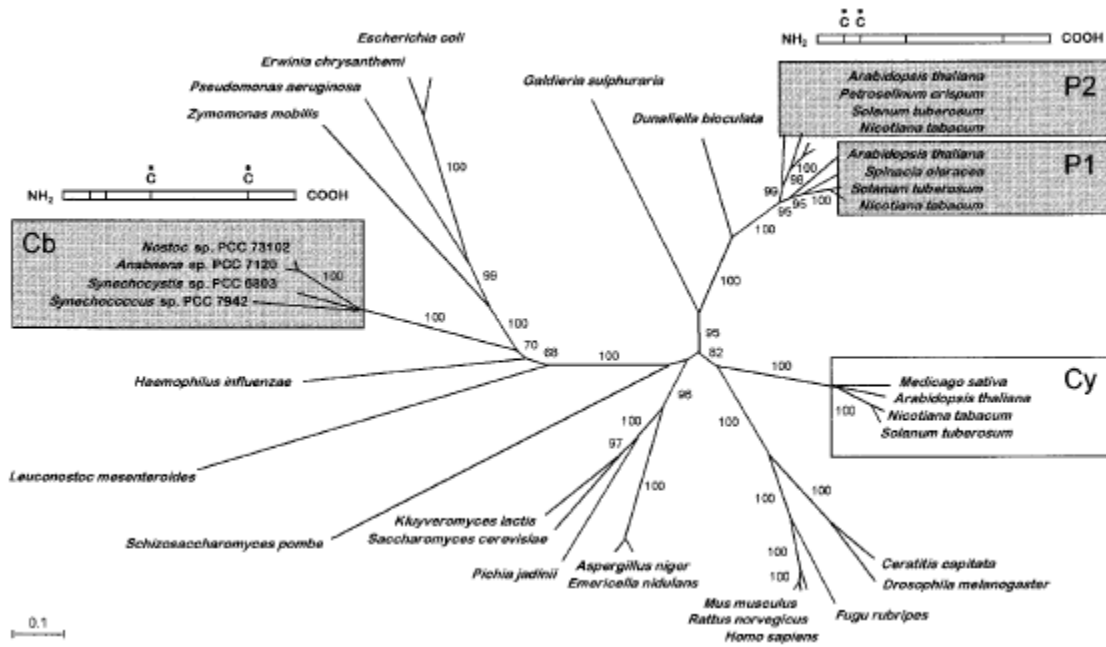 Escherichia coli
Erwinia chrysanthemi
Pseudomonas aeruginosa
Zymomonas mobilis
* *
C C
NH2 COOH
Cb
Nostoc sp. PCC 73102
Anabaena sp. PCC 7120
Synechocystis sp. PCC 6803
Synechococcus sp. PCC 7942
Haemophilus influenzae
Leuconostoc mesenteroides
Schizosaccharomyces pombe
Kluyveromyces lactis
Saccharomyces cerevisiae
Pichia jadinii
Aspergillus niger
Emericella nidulans
Galdieria sulphuraria
Dunaliella bioculata
* *
C C
NH2 COOH
P2
Arabidopsis thaliana
Petroselinum crispum
Solanum tuberosum
Nicotiana tabacum
P1
Arabidopsis thaliana
Spinacia oleracea
Solanum tuberosum
Nicotiana tabacum
Cy
Medicago sativa
Arabidopsis thaliana
Nicotiana tabacum
Solanum tuberosum
Ceratitis capitata
Drosophila melanogaster
Fugu rubripes
Mus musculus
Rattus norvegicus
Homo sapiens
100
99
100
70
68
100
100
100
96
100
97
100
95
82
100
100
99
98
100
95
95
100
100
100
100
100
100
100
100
0.1